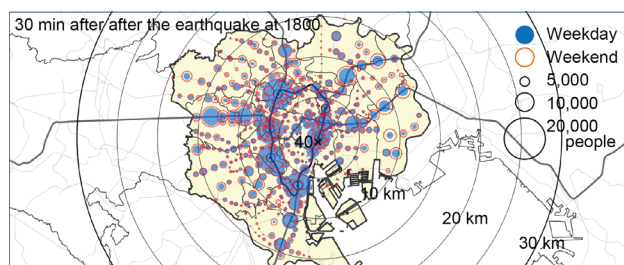 30 min after after the earthquake at 1800
Weekday
Weekend
5,000
10,000
20,000
people
40×
10 km
20 km
30 km